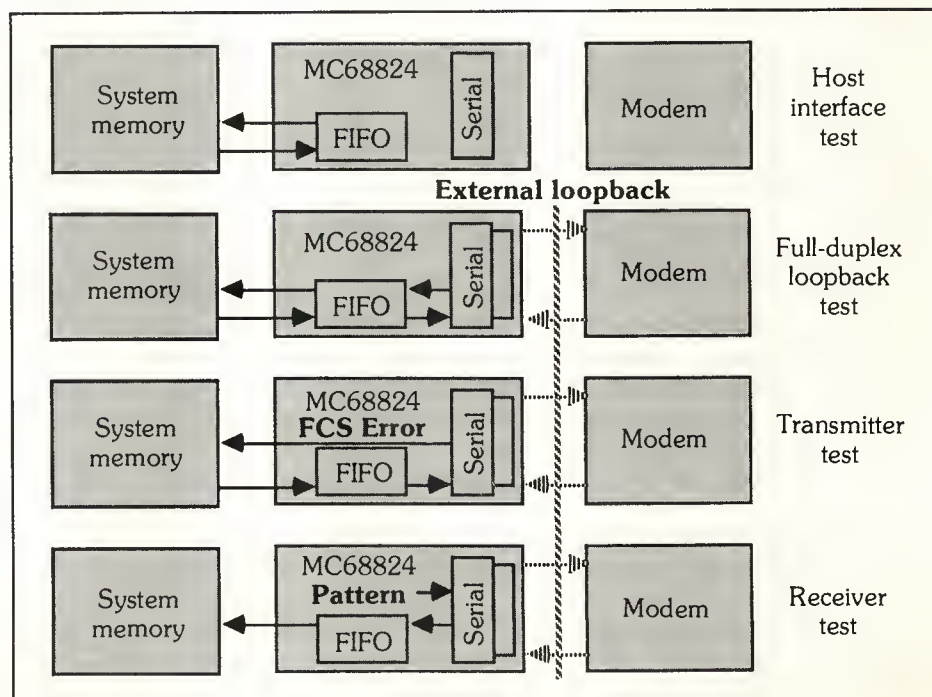 System
memory
MC68824
FIFO
Serial
Modem
Host
interface
test
External loopback
System
memory
MC68824
FIFO
Serial
Modem
Full-duplex
loopback
test
System
memory
MC68824
FCS Error
FIFO
Serial
Modem
Transmitter
test
System
memory
MC68824
Pattern
FIFO
Serial
Modem
Receiver
test